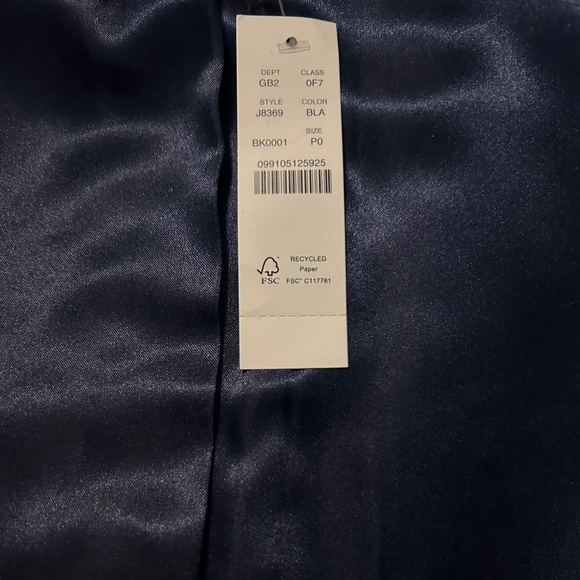 DEPT CLASS
GB2 0F7
STYLE COLOR
J8369 BLA
SIZE
BK0001 P0
099105125925
RECYCLED
Paper
FSC FSC™ C117781